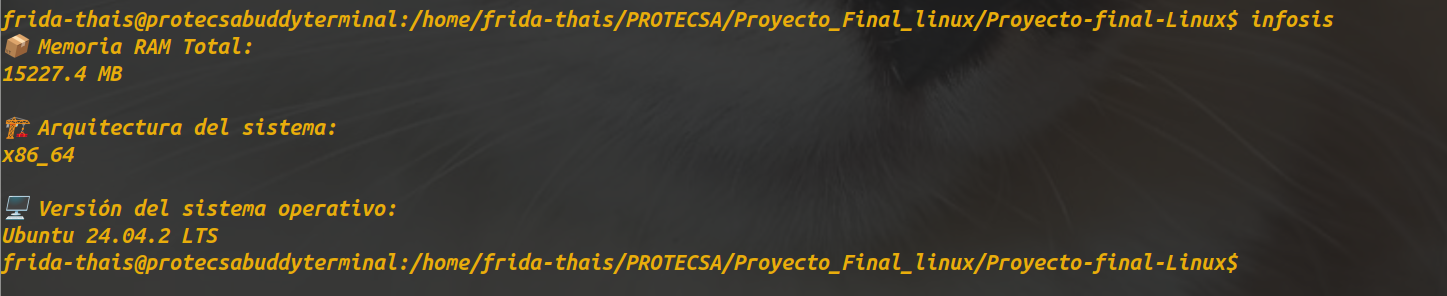 frida-thais@protecsabuddyterminal:/home/frida-thais/PROTECSA/Proyecto_Final_linux/Proyecto-final-Linux$ infosis
📦 Memoria RAM Total:
15227.4 MB
🏗️ Arquitectura del sistema:
x86_64
🖥️ Versión del sistema operativo:
Ubuntu 24.04.2 LTS
frida-thais@protecsabuddyterminal:/home/frida-thais/PROTECSA/Proyecto_Final_linux/Proyecto-final-Linux$